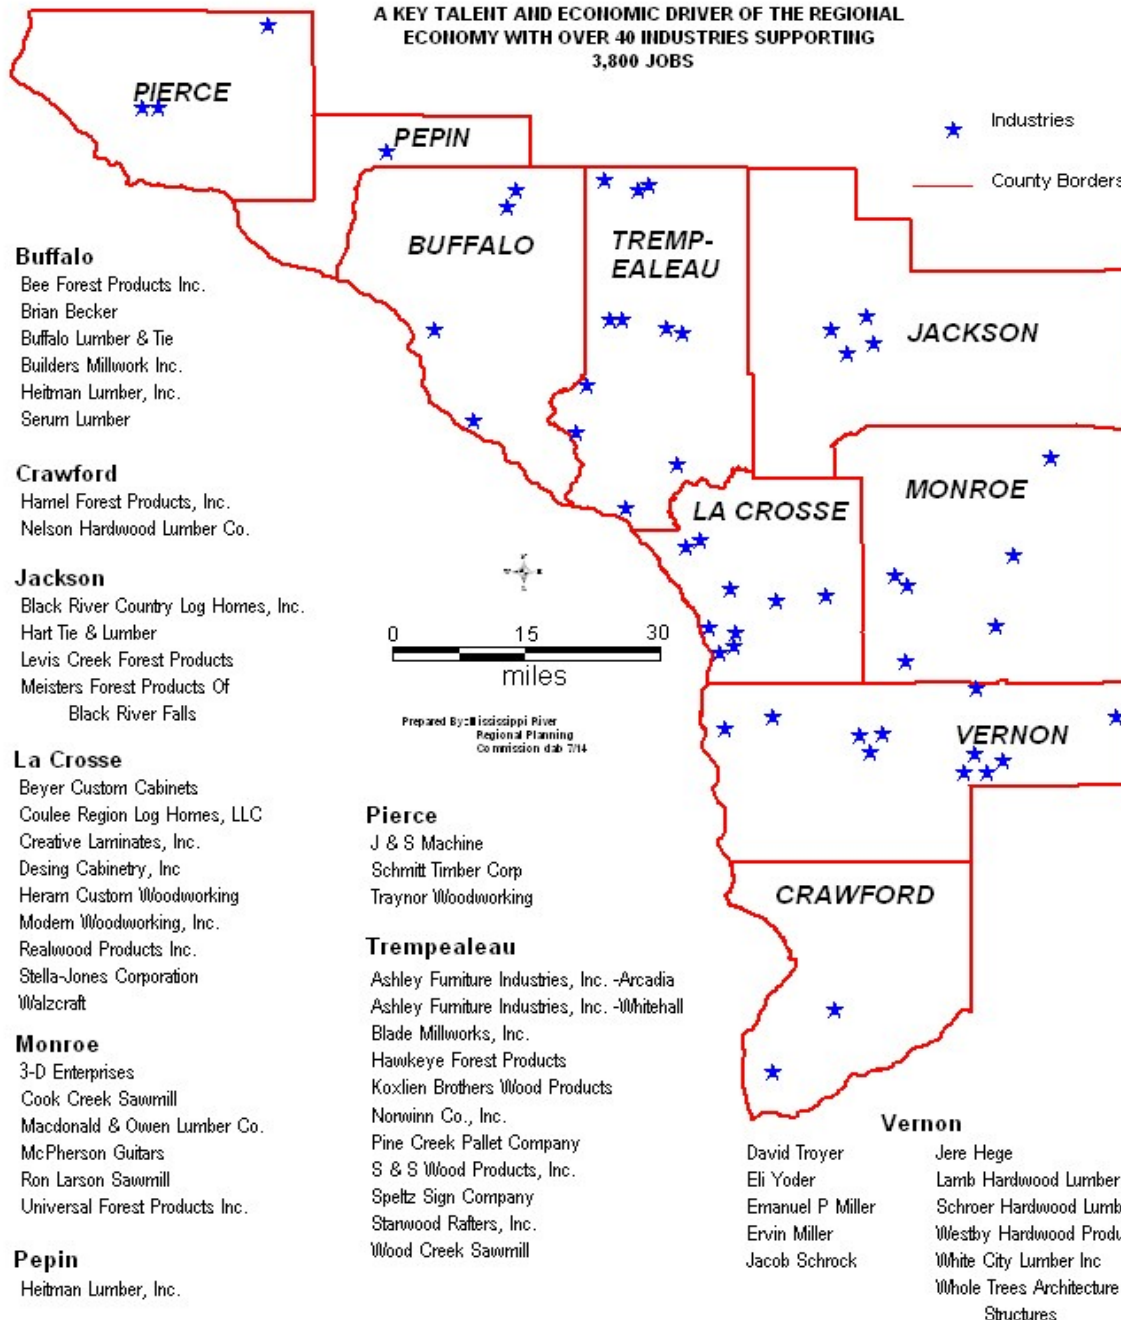 A KEY TALENT AND ECONOMIC DRIVER OF THE REGIONAL
ECONOMY WITH OVER 40 INDUSTRIES SUPPORTING
3,800 JOBS
PIERCE
PEPIN
BUFFALO
TREMP-
EALEAU
JACKSON
MONROE
LA CROSSE
VERNON
CRAWFORD
Industries
County Borders
0 15 30
miles
Prepared By: Mississippi River
Regional Planning
Commission dab 7/14
Buffalo
Bee Forest Products Inc.
Brian Becker
Buffalo Lumber & Tie
Builders Millwork Inc.
Heitman Lumber, Inc.
Serum Lumber
Crawford
Hamel Forest Products, Inc.
Nelson Hardwood Lumber Co.
Jackson
Black River Country Log Homes, Inc.
Hart Tie & Lumber
Levis Creek Forest Products
Meisters Forest Products Of
Black River Falls
La Crosse
Beyer Custom Cabinets
Coulee Region Log Homes, LLC
Creative Laminates, Inc.
Desing Cabinetry, Inc
Heram Custom Woodworking
Modern Woodworking, Inc.
Realwood Products Inc.
Stella-Jones Corporation
Walzcraft
Monroe
3-D Enterprises
Cook Creek Sawmill
Macdonald & Owen Lumber Co.
McPherson Guitars
Ron Larson Sawmill
Universal Forest Products Inc.
Pepin
Heitman Lumber, Inc.
Pierce
J & S Machine
Schmitt Timber Corp
Traynor Woodworking
Trempealeau
Ashley Furniture Industries, Inc. -Arcadia
Ashley Furniture Industries, Inc. -Whitehall
Blade Millworks, Inc.
Hawkeye Forest Products
Koxlien Brothers Wood Products
Norwinn Co., Inc.
Pine Creek Pallet Company
S & S Wood Products, Inc.
Speltz Sign Company
Starwood Rafters, Inc.
Wood Creek Sawmill
Vernon
David Troyer
Eli Yoder
Emanuel P Miller
Ervin Miller
Jacob Schrock
Jere Hege
Lamb Hardwood Lumber
Schroer Hardwood Lumb
Westby Hardwood Produ
White City Lumber Inc
Whole Trees Architecture
Structures